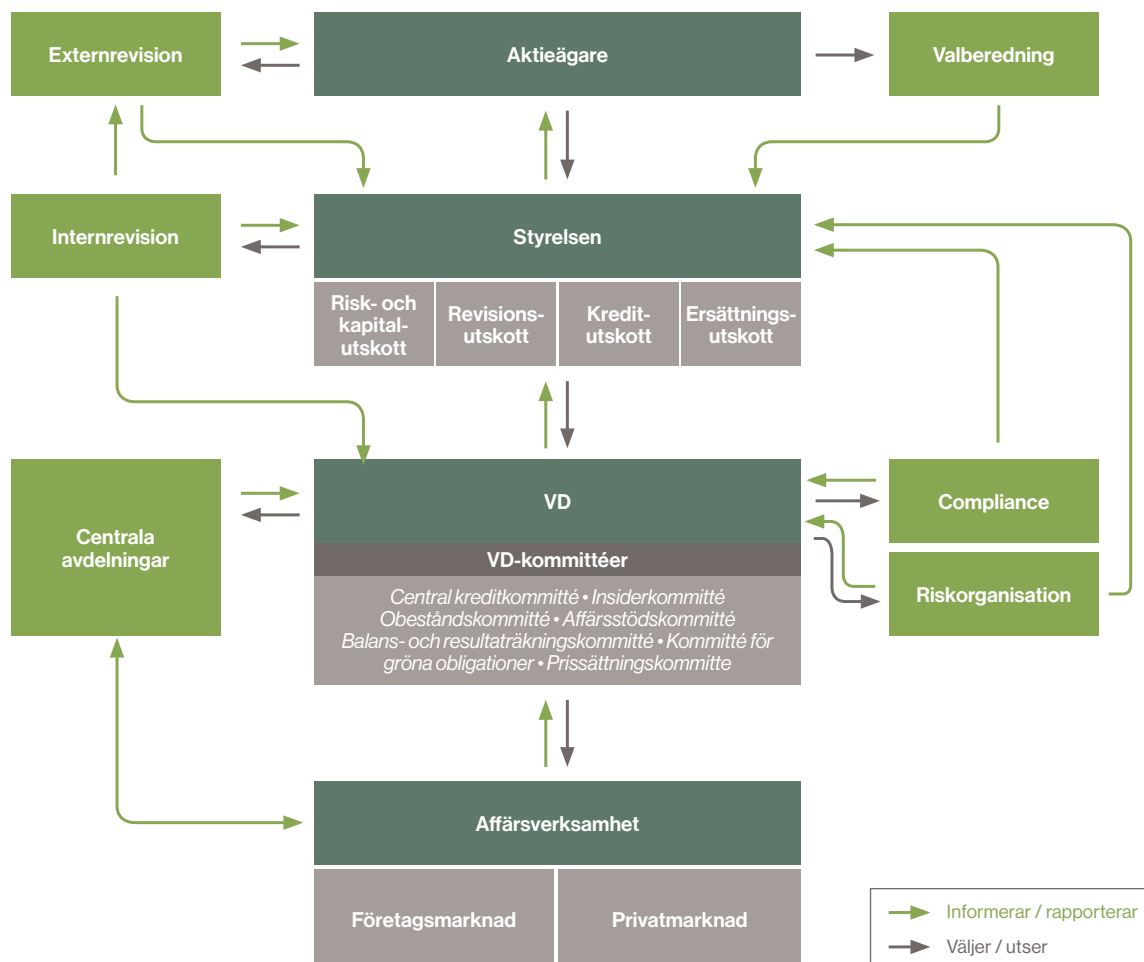 Externrevision
Aktieägare
Valberedning
Internrevision
Styrelsen
Risk- och
kapital-
utskott
Revisions-
utskott
Kredit-
utskott
Ersättnings-
utskott
Centrala
avdelningar
VD
Compliance
VD-kommittéer
Riskorganisation
Central kreditkommitté • Insiderkommitté
Obeståndskommitté • Affärsstödskommitté
Balans- och resultaträkningskommitté • Kommitté för
gröna obligationer • Prissättningskommitte
Affärsverksamhet
Företagsmarknad
Privatmarknad
Informerar / rapporterar
Väljer / utser